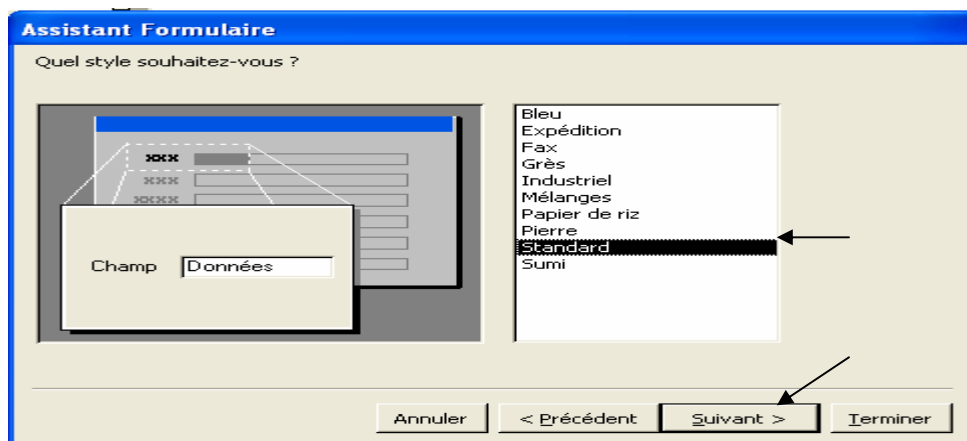 Assistant Formulaire
Quel style souhaitez-vous ?
xxx
xxx
xxxx
Champ Données
Bleu
Expédition
Fax
Grès
Industriel
Mélanges
Papier de riz
Pierre
Standard
Sumi
Annuler < Précédent Suivant > Terminer